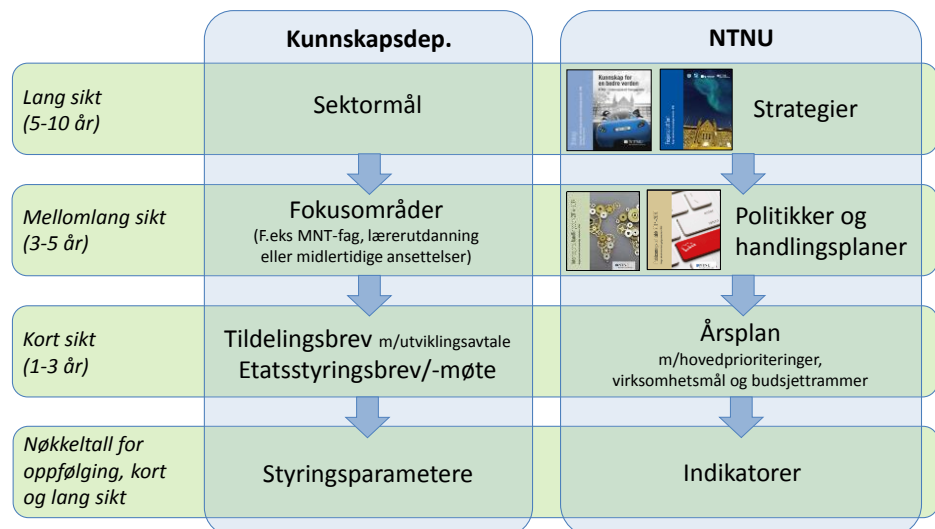 Kunnskapsdep.
NTNU
Lang sikt
(5-10 år)
Sektormål
Kunnskap for
en bedre verden
Strategier
Mellomlang sikt
(3-5 år)
Fokusområder
(F.eks MNT-fag, lærerutdanning
eller midlertidige ansettelser)
Politikker og
handlingsplaner
Kort sikt
(1-3 år)
Tildelingsbrev m/utviklingsavtale
Etatsstyringsbrev/-møte
Årsplan
m/hovedprioriteringer,
virksomhetsmål og budsjettrammer
Nøkkeltall for
oppfølging, kort
og lang sikt
Styringsparametere
Indikatorer